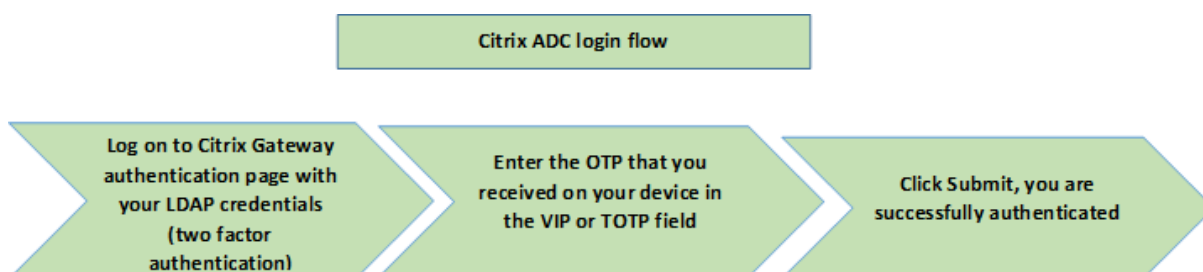 Citrix ADC login flow
Log on to Citrix Gateway
authentication page with
your LDAP credentials
(two factor
authentication)
Enter the OTP that you
received on your device in
the VIP or TOTP field
Click Submit, you are
successfully authenticated